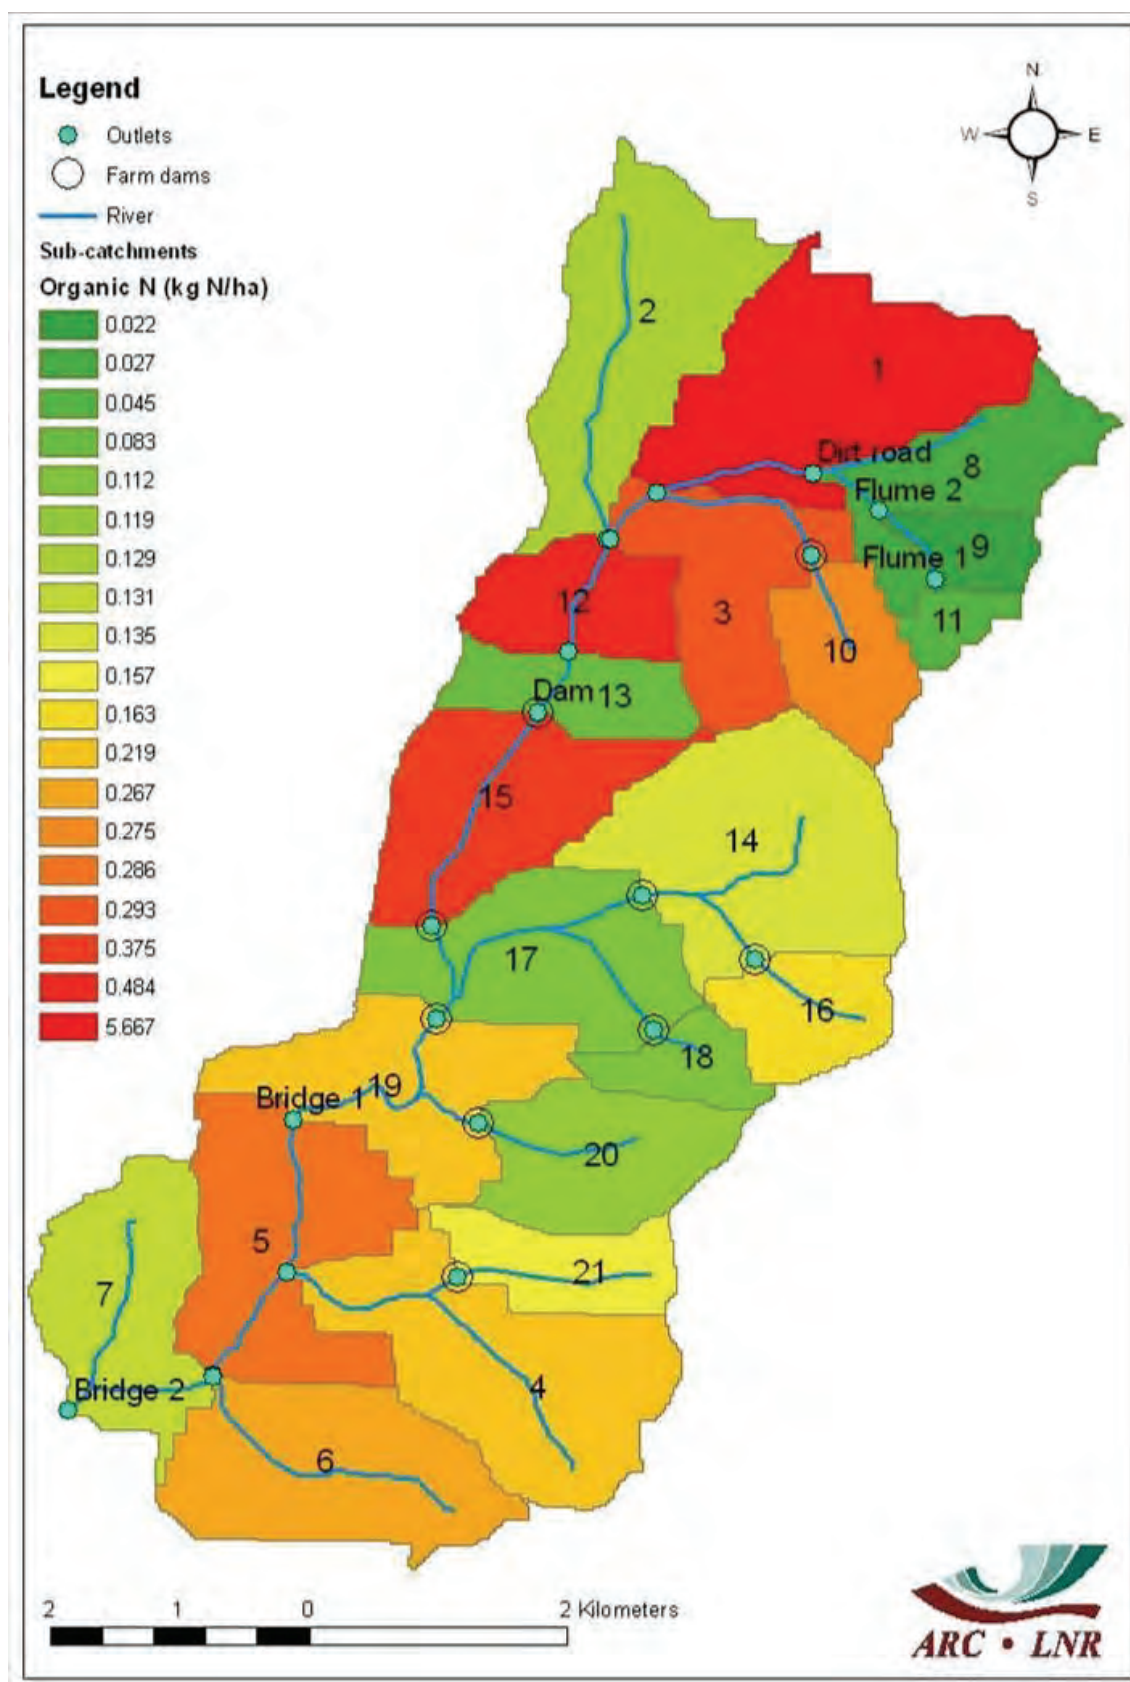 N
W E
S
Legend
Outlets
Farm dams
River
Sub-catchments
Organic N (kg N/ha)
0.022
0.027
0.045
0.083
0.112
0.119
0.129
0.131
0.135
0.157
0.163
0.219
0.267
0.275
0.286
0.293
0.375
0.484
5.667
2
1
Dirt road
8
Flume 2
Flume 1 9
12
3
11
10
Dam 13
15
14
17
16
18
Bridge 1 19
20
5
21
7
Bridge 2
4
6
2 1 0 2 Kilometers
ARC • LNR